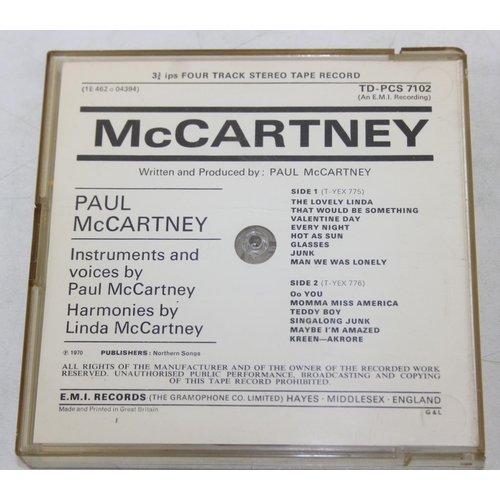 3¾ ips FOUR TRACK STEREO TAPE RECORD
(1E 462 = 04394)
TD-PCS 7102
(An E.M.I. Recording)
McCARTNEY
Written and Produced by: PAUL McCARTNEY
PAUL
McCARTNEY
Instruments and
voices by
Paul McCartney
Harmonies by
Linda McCartney
SIDE 1 (T-YEX 775)
THE LOVELY LINDA
THAT WOULD BE SOMETHING
VALENTINE DAY
EVERY NIGHT
HOT AS SUN
GLASSES
JUNK
MAN WE WAS LONELY
SIDE 2 (T-YEX 776)
Oo YOU
MOMMA MISS AMERICA
TEDDY BOY
SINGALONG JUNK
MAYBE I'M AMAZED
KREEN—AKRORE
℗ 1970 PUBLISHERS: Northern Songs
ALL RIGHTS OF THE MANUFACTURER AND OF THE OWNER OF THE RECORDED WORK
RESERVED. UNAUTHORISED PUBLIC PERFORMANCE, BROADCASTING AND COPYING
OF THIS TAPE RECORD PROHIBITED.
E.M.I. RECORDS (THE GRAMOPHONE CO. LIMITED) HAYES · MIDDLESEX · ENGLAND
Made and Printed in Great Britain
G & L
1